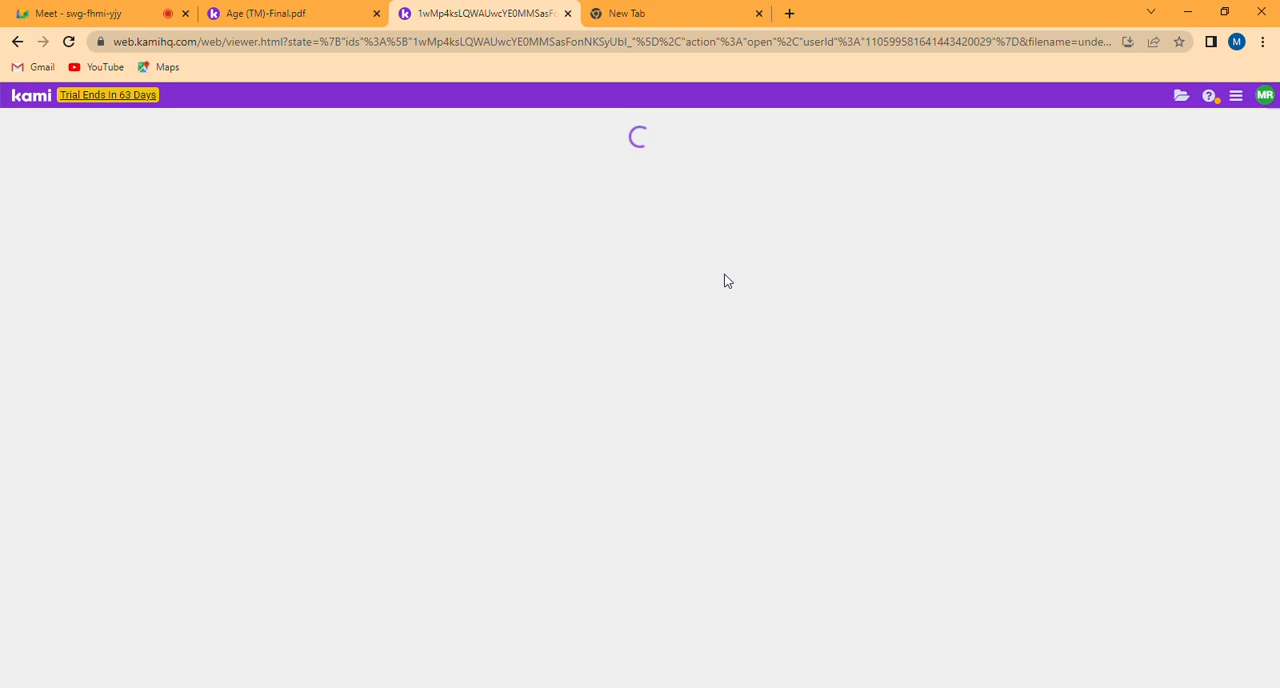 Meet - swg-fhmi-yjy
Age (TM)-Final.pdf
1wMp4ksLQWAUwcYE0MMSasFo
New Tab
web.kamihq.com/web/viewer.html?state=%7B"ids"%3A%5B"1wMp4ksLQWAUwcYE0MMSasFonNKSyUbI_"%5D%2C"action"%3A"open"%2C"userId"%3A"110599581641443420029"%7D&filename=unde...
M
Gmail
YouTube
Maps
kami
Trial Ends In 63 Days
MR